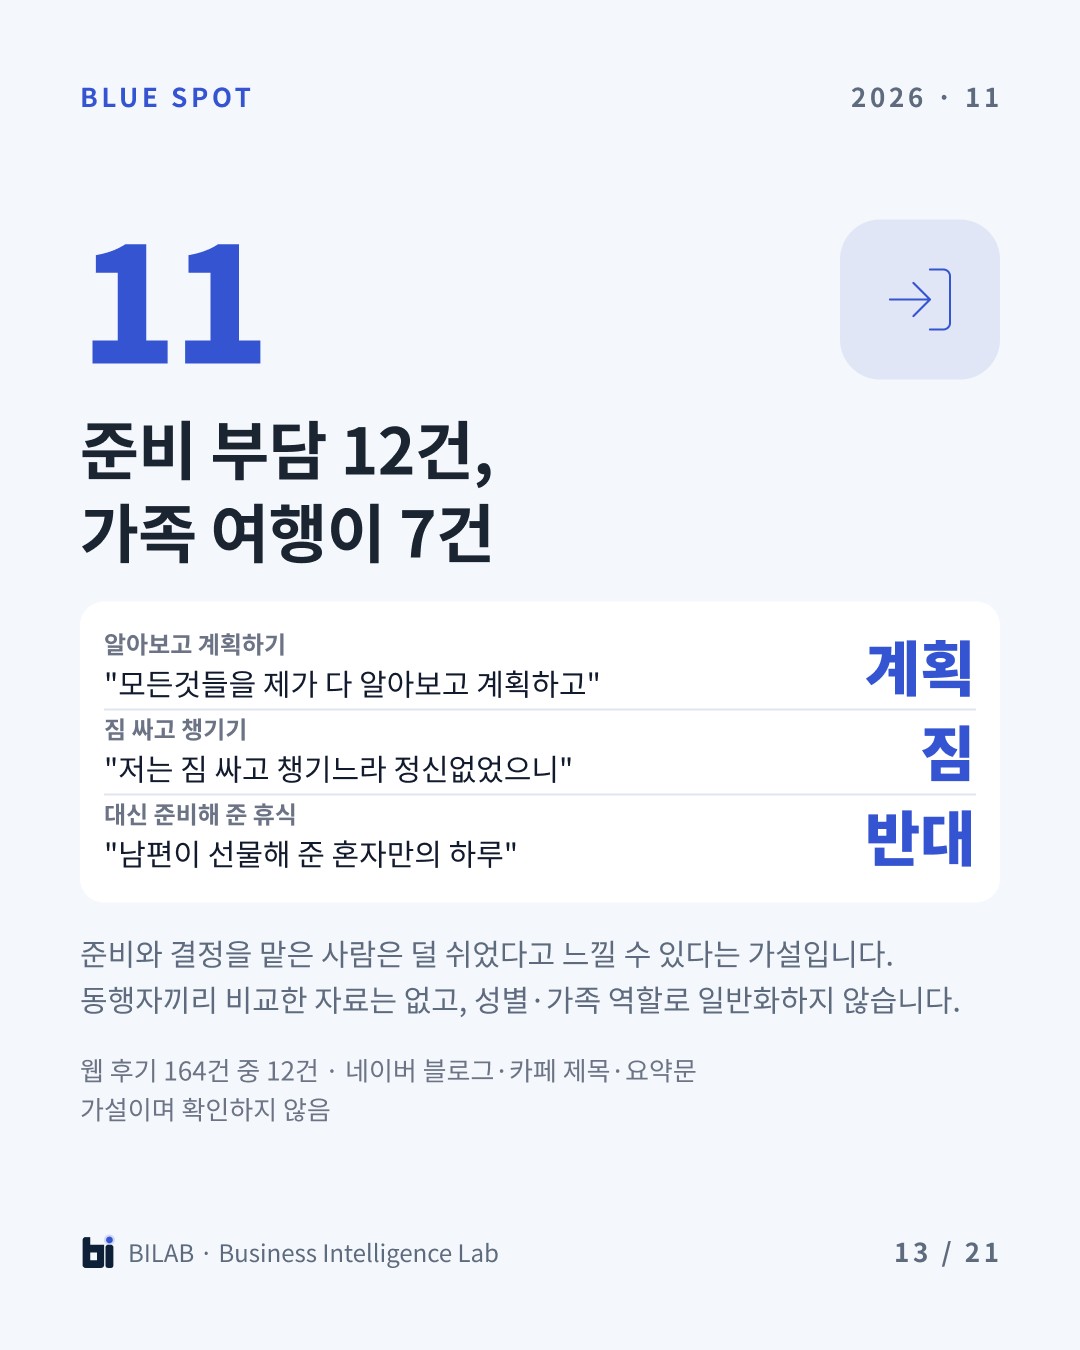 BLUE SPOT
2026 · 11
11
준비 부담 12건,
가족 여행이 7건
알아보고 계획하기
"모든것들을 제가 다 알아보고 계획하고"
계획
짐 싸고 챙기기
"저는 짐 싸고 챙기느라 정신없었으니"
짐
대신 준비해 준 휴식
"남편이 선물해 준 혼자만의 하루"
반대
준비와 결정을 맡은 사람은 덜 쉬었다고 느낄 수 있다는 가설입니다.
동행자끼리 비교한 자료는 없고, 성별·가족 역할로 일반화하지 않습니다.
웹 후기 164건 중 12건 · 네이버 블로그·카페 제목·요약문
가설이며 확인하지 않음
bi BILAB · Business Intelligence Lab
13 / 21